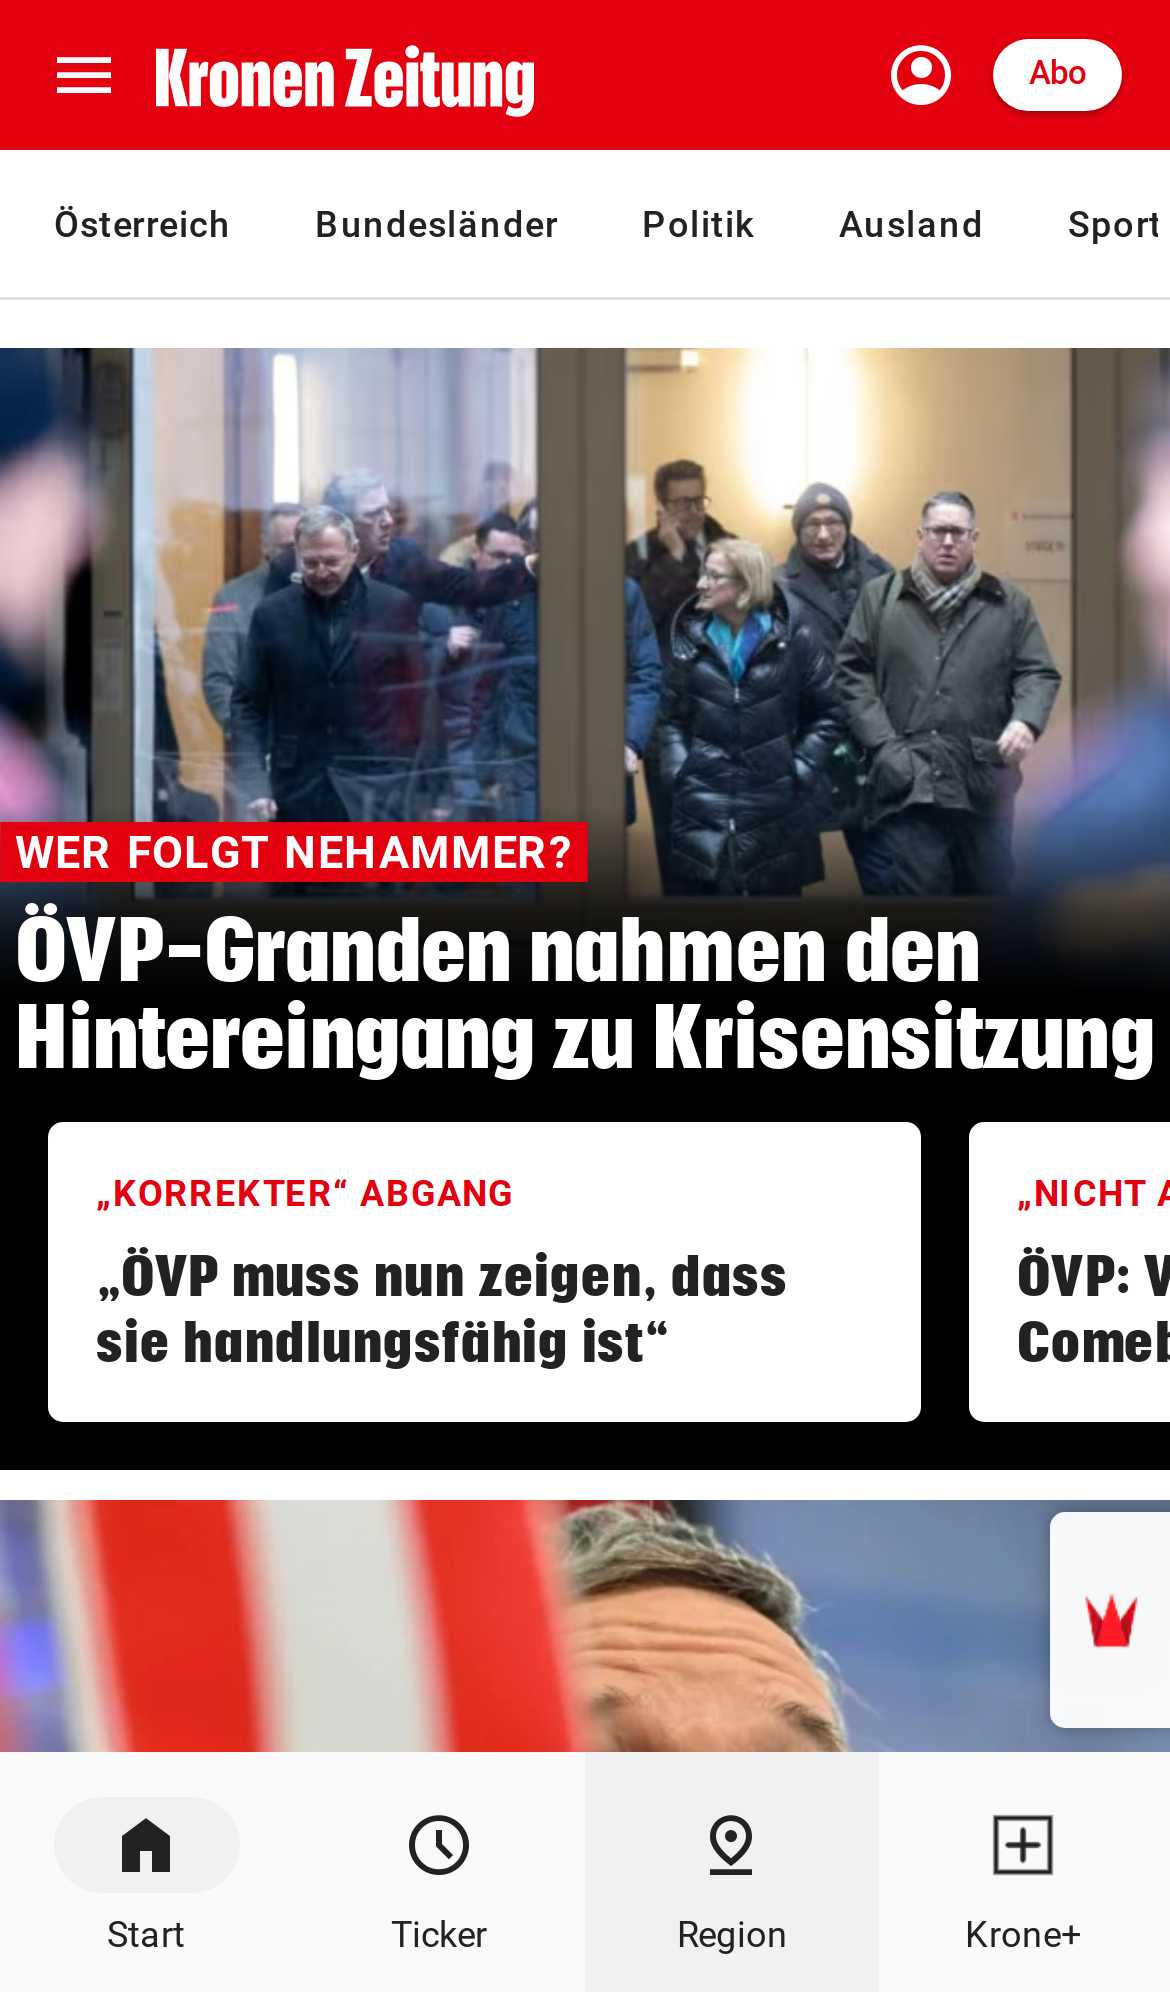 Kronen Zeitung
Abo
Österreich Bundesländer Politik Ausland Sport
WER FOLGT NEHAMMER?
ÖVP-Granden nahmen den
Hintereingang zu Krisensitzung
„KORREKTER“ ABGANG
„ÖVP muss nun zeigen, dass
sie handlungsfähig ist“
„NICHT
ÖVP:
Start Ticker Region Krone+